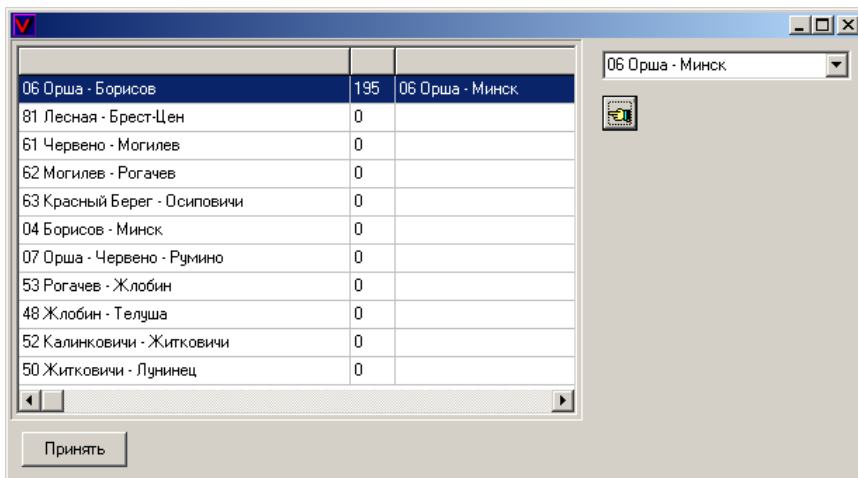 06 Орша - Борисов 195 06 Орша - Минск
81 Лесная - Брест-Цен 0
61 Червено - Могилев 0
62 Могилев - Рогачев 0
63 Красный Берег - Осиповичи 0
04 Борисов - Минск 0
07 Орша - Червено - Румино 0
53 Рогачев - Жлобин 0
48 Жлобин - Телуша 0
52 Калинковичи - Житковичи 0
50 Житковичи - Лунинец 0
06 Орша - Минск
Принять